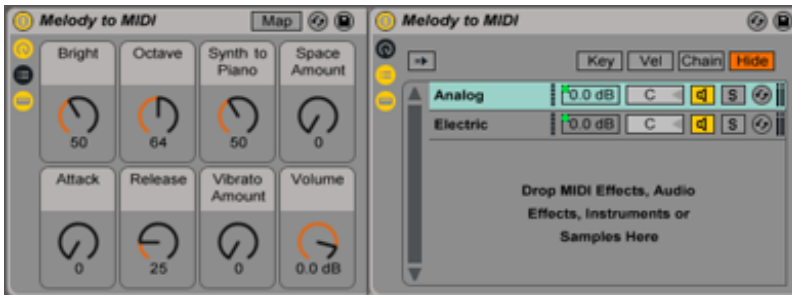 Melody to MIDI
Map
Bright
Octave
Synth to
Piano
Space
Amount
50
64
50
0
Attack
Release
Vibrato
Amount
Volume
0
25
0
0.0 dB
Melody to MIDI
Key Vel Chain Hide
Analog 0.0 dB C S
Electric 0.0 dB C S
Drop MIDI Effects, Audio
Effects, Instruments or
Samples Here